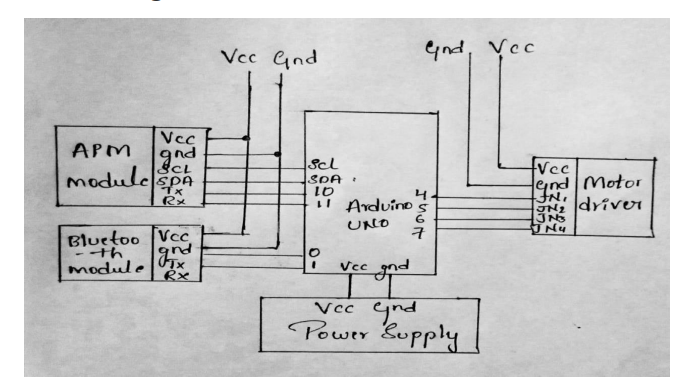 Vcc Gnd
Gnd Vcc
APM
module
Vcc
gnd
SCL
SDA
Tx
Rx
Bluetoo
-th
module
Vcc
gnd
Tx
Rx
SCL
SDA
10
11
0
1
Arduino
UNO
4
5
6
7
Vcc gnd
Vcc
Gnd
IN1
IN2
IN3
IN4
Motor
driver
Vcc Gnd
Power Supply